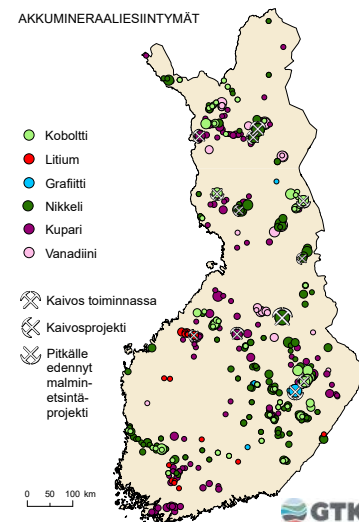 AKKUMINERAALIESIINTYMÄT
Koboltti
Litium
Grafiitti
Nikkeli
Kupari
Vanadiini
Kaivos toiminnassa
Kaivosprojekti
Pitkälle
edennyt
malmin-
etsintä-
projekti
0 50 100 km
GTK